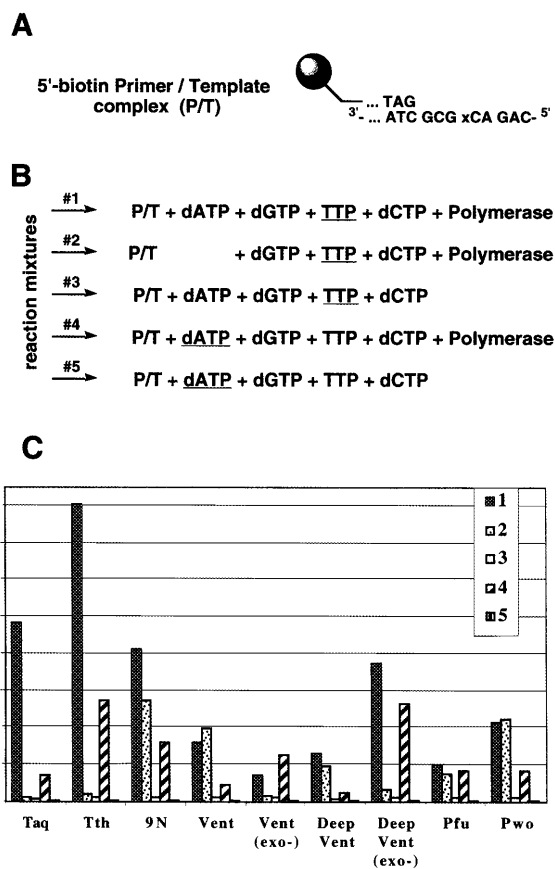 A
5'-biotin Primer / Template
complex (P/T)
... TAG
3'- ... ATC GCG xCA GAC- 5'
B
reaction mixtures
#1 P/T + dATP + dGTP + TTP + dCTP + Polymerase
#2 P/T + dGTP + TTP + dCTP + Polymerase
#3 P/T + dATP + dGTP + TTP + dCTP
#4 P/T + dATP + dGTP + TTP + dCTP + Polymerase
#5 P/T + dATP + dGTP + TTP + dCTP
C
1
2
3
4
5
Taq Tth 9N Vent Vent (exo-) Deep Vent Deep Vent (exo-) Pfu Pwo